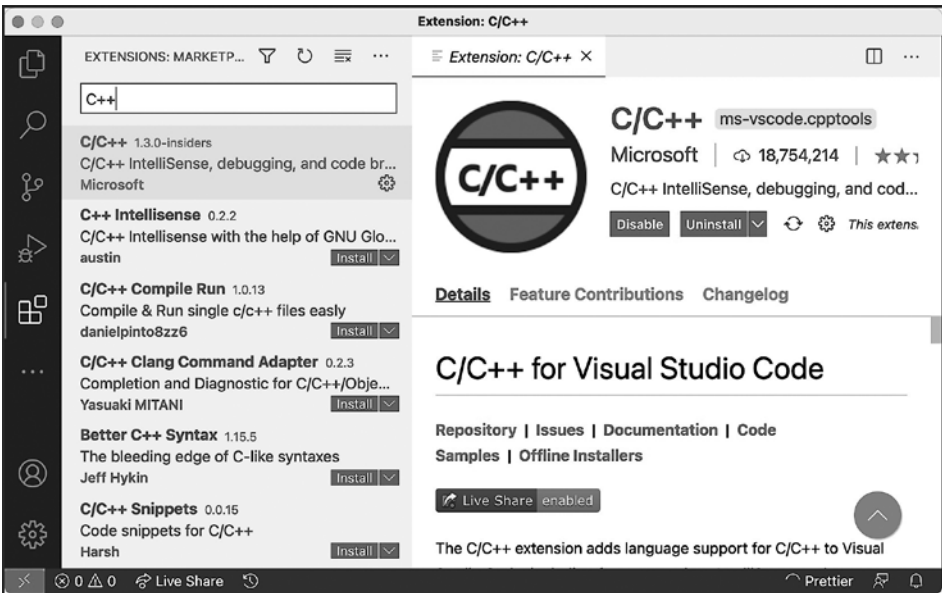 Extension: C/C++
EXTENSIONS: MARKETP...
C++
C/C++ 1.3.0-insiders
C/C++ IntelliSense, debugging, and code br...
Microsoft
C++ Intellisense 0.2.2
C/C++ Intellisense with the help of GNU Glo...
austin
Install
C/C++ Compile Run 1.0.13
Compile & Run single c/c++ files easily
danielpinto8zz6
Install
C/C++ Clang Command Adapter 0.2.3
Completion and Diagnostic for C/C++/Obje...
Yasuaki MITANI
Install
Better C++ Syntax 1.15.5
The bleeding edge of C-like syntaxes
Jeff Hykin
Install
C/C++ Snippets 0.0.15
Code snippets for C/C++
Harsh
Install
Extension: C/C++
C/C++
C/C++ ms-vscode.cpptools
Microsoft 18,754,214
C/C++ IntelliSense, debugging, and cod...
Disable Uninstall This extens
Details Feature Contributions Changelog
C/C++ for Visual Studio Code
Repository | Issues | Documentation | Code
Samples | Offline Installers
Live Share enabled
The C/C++ extension adds language support for C/C++ to Visual
0 0 Live Share Prettier